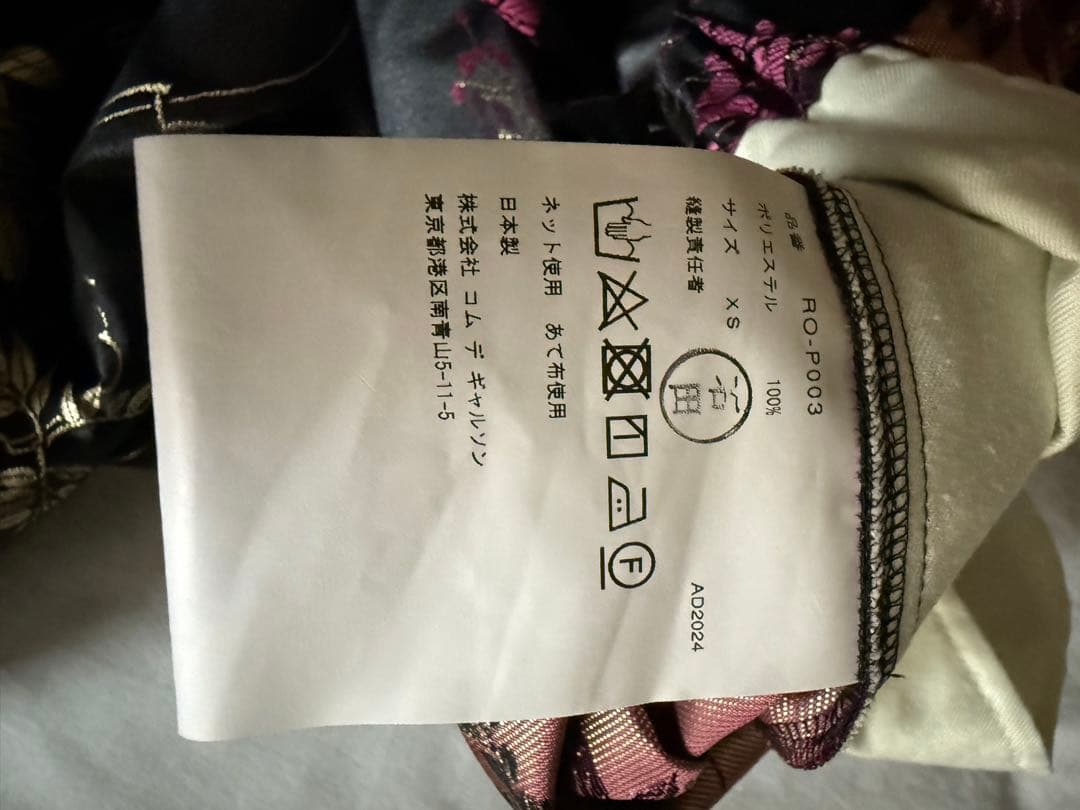 品番 RO-P003
ポリエステル 100%
サイズ XS
縫製責任者
AD2024
F
ネット使用 あて布使用
日本製
株式会社 コム デ ギャルソン
東京都港区南青山5-11-5